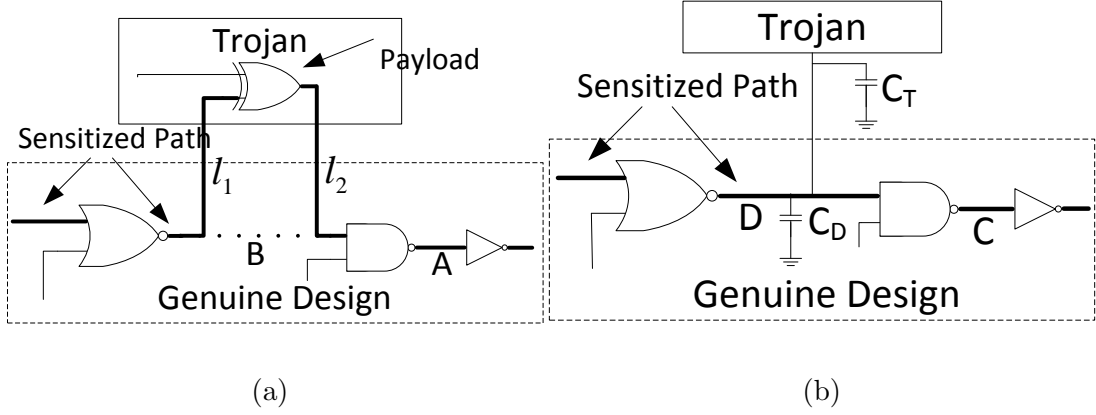 Trojan
Payload
Sensitized Path
l1
l2
B
A
Genuine Design
(a)
Trojan
CT
Sensitized Path
D
CD
C
Genuine Design
(b)